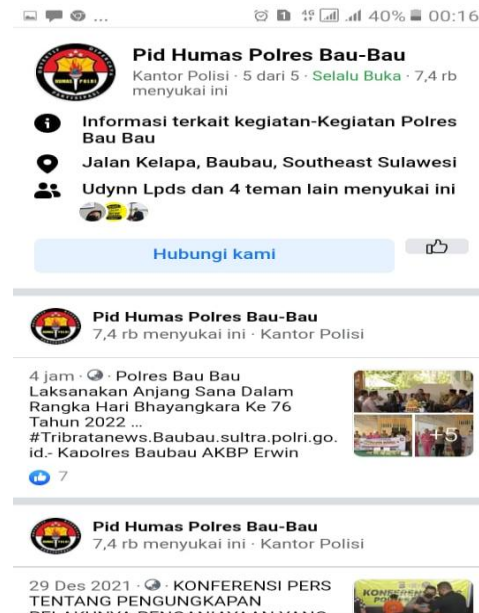 ... 4G 40% 00:16
Pid Humas Polres Bau-Bau
Kantor Polisi · 5 dari 5 · Selalu Buka · 7,4 rb
menyukai ini
Informasi terkait kegiatan-Kegiatan Polres
Bau Bau
Jalan Kelapa, Baubau, Southeast Sulawesi
Udynn Lpds dan 4 teman lain menyukai ini
Hubungi kami
Pid Humas Polres Bau-Bau
7,4 rb menyukai ini · Kantor Polisi
4 jam · Polres Bau Bau
Laksanakan Anjang Sana Dalam
Rangka Hari Bhayangkara Ke 76
Tahun 2022 ...
#Tribratanews.Baubau.sultra.polri.go.
id.- Kapolres Baubau AKBP Erwin
+5
7
Pid Humas Polres Bau-Bau
7,4 rb menyukai ini · Kantor Polisi
29 Des 2021 · KONFERENSI PERS
TENTANG PENGUNGKAPAN
PELAKUNYA PENGANIAYAAN YANG